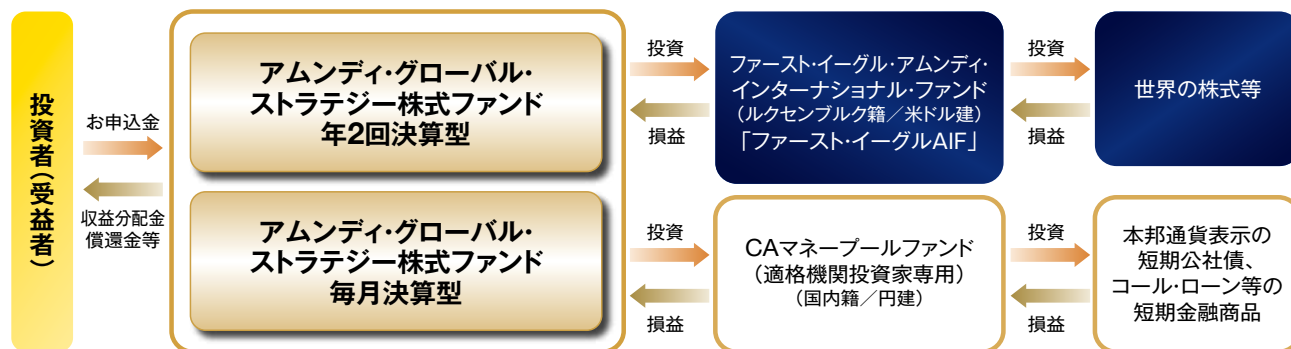 投資者(受益者)
お申込金
収益分配金
償還金等
アムンディ・グローバル・
ストラテジー株式ファンド
年2回決算型
アムンディ・グローバル・
ストラテジー株式ファンド
毎月決算型
投資
損益
ファースト・イーグル・アムンディ・
インターナショナル・ファンド
(ルクセンブルク籍/米ドル建)
「ファースト・イーグルAIF」
投資
損益
世界の株式等
投資
損益
CAマネープールファンド
(適格機関投資家専用)
(国内籍/円建)
投資
損益
本邦通貨表示の
短期公社債、
コール・ローン等の
短期金融商品